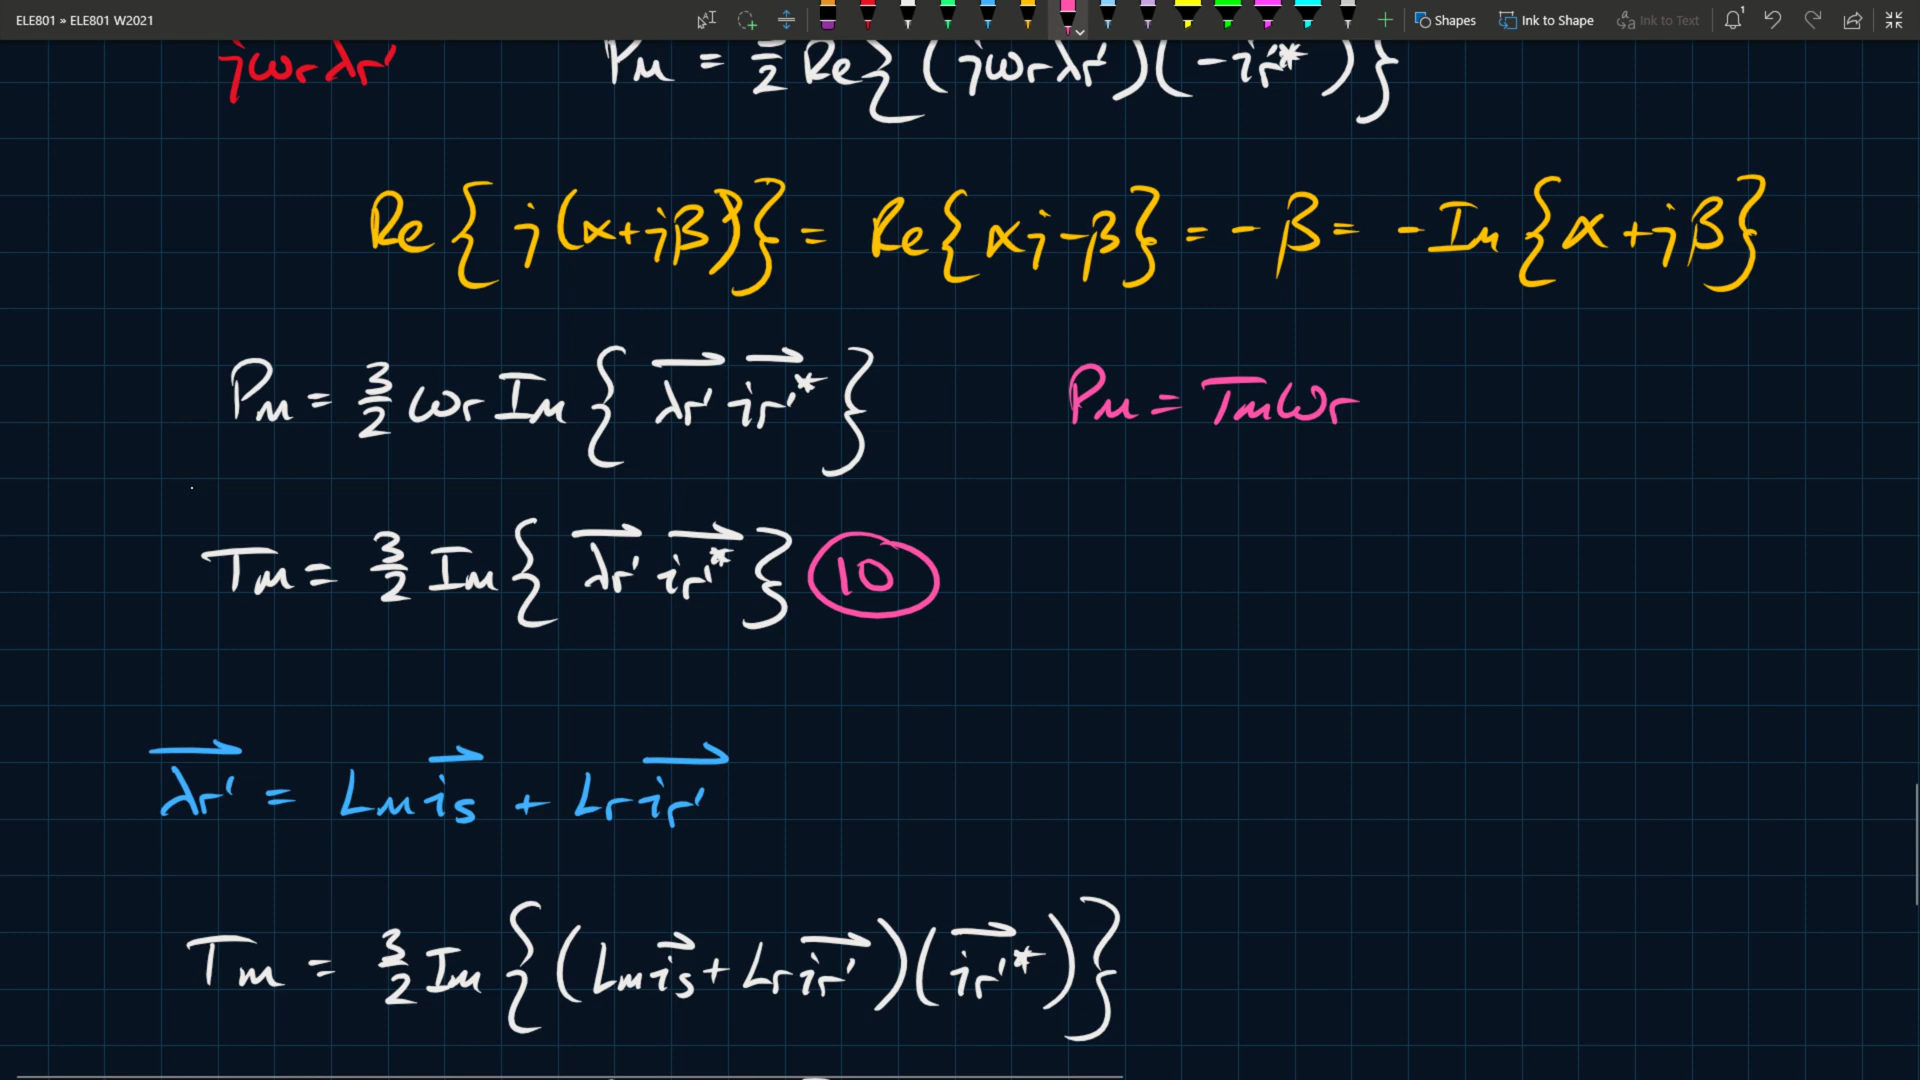 ELE801 » ELE801 W2021 Shapes Ink to Shape Ink to Text 1
jωrλr' Pm = 3/2 Re{(jωrλr')(-ir'*)}
Re{j(α+jβ)} = Re{αj-β} = -β = -Im{α+jβ}
Pm = 3/2 ωr Im{λr' ir'*} Pm = Tmωr
Tm = 3/2 Im{λr' ir'*} 10
λr' = Lm is + Lr ir'
Tm = 3/2 Im{(Lm is + Lr ir')(ir'*)}